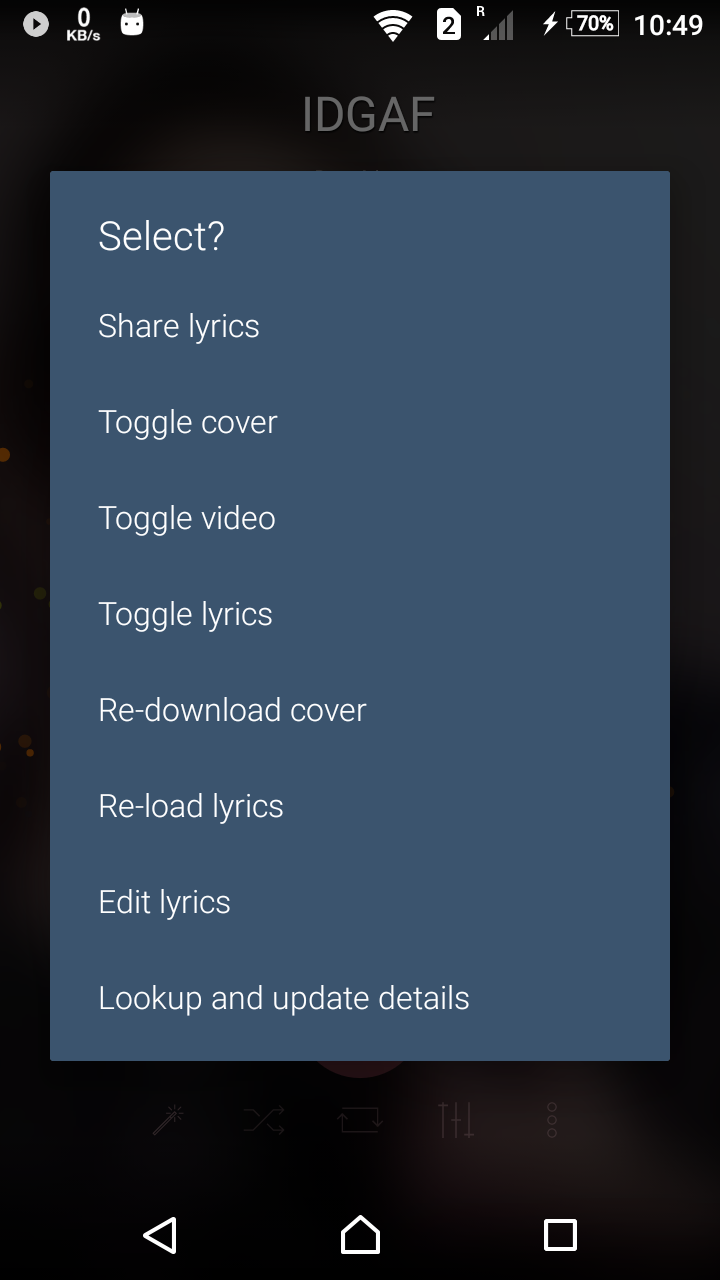 0
KB/s
2
R
70%
10:49
IDGAF
Select?
Share lyrics
Toggle cover
Toggle video
Toggle lyrics
Re-download cover
Re-load lyrics
Edit lyrics
Lookup and update details